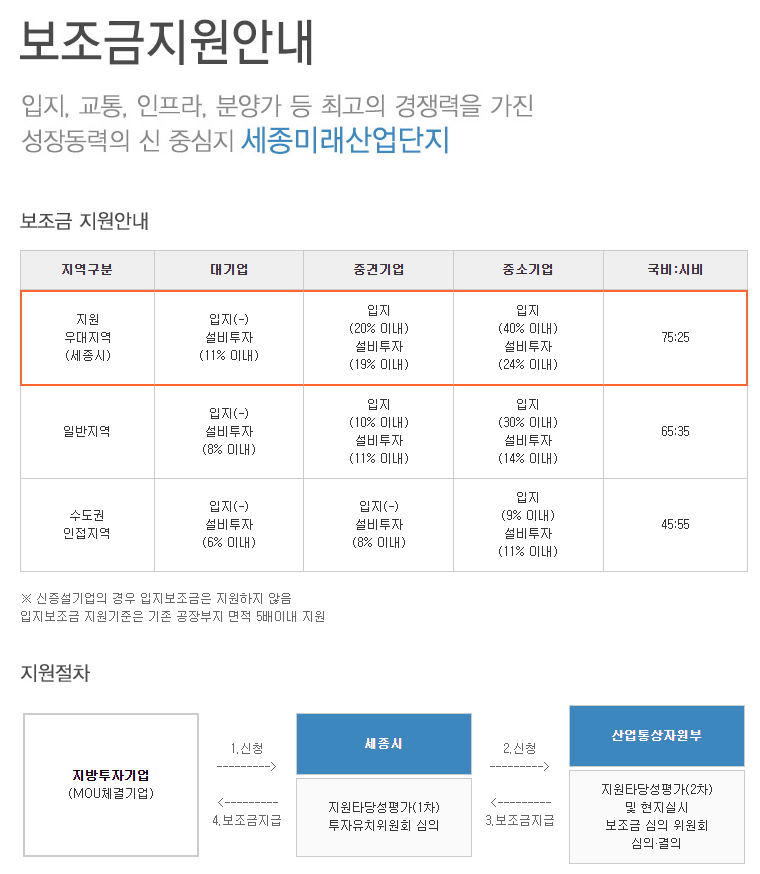 보조금지원안내
입지, 교통, 인프라, 분양가 등 최고의 경쟁력을 가진
성장동력의 신 중심지 세종미래산업단지
보조금 지원안내
지역구분 대기업 중견기업 중소기업 국비:시비
지원
우대지역
(세종시)
입지(-)
설비투자
(11% 이내)
입지
(20% 이내)
설비투자
(19% 이내)
입지
(40% 이내)
설비투자
(24% 이내)
75:25
일반지역
입지(-)
설비투자
(8% 이내)
입지
(10% 이내)
설비투자
(11% 이내)
입지
(30% 이내)
설비투자
(14% 이내)
65:35
수도권
인접지역
입지(-)
설비투자
(6% 이내)
입지(-)
설비투자
(8% 이내)
입지
(9% 이내)
설비투자
(11% 이내)
45:55
※ 신증설기업의 경우 입지보조금은 지원하지 않음
입지보조금 지원기준은 기존 공장부지 면적 5배이내 지원
지원절차
지방투자기업
(MOU체결기업)
1.신청
--------->
<---------
4.보조금지급
세종시
지원타당성평가(1차)
투자유치위원회 심의
2.신청
--------->
<---------
3.보조금지급
산업통상자원부
지원타당성평가(2차)
및 현지실시
보조금 심의 위원회
심의·결의